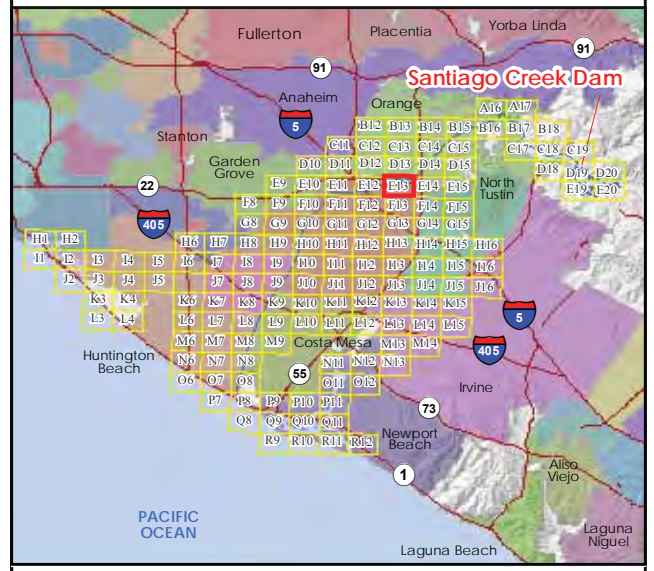 Yorba Linda
Placentia
Fullerton
91
91
Santiago Creek Dam
Anaheim
Orange
A16 A17
5
B12 B13 B14 B15 B16 B17 B18
Stanton
C11 C12 C13 C14 C15 C17 C18 C19
Garden
Grove
D10 D11 D12 D13 D14 D15 D18 D19 D20
22
E9 E10 E11 E12 E13 E14 E15 E19 E20
North
Tustin
F8 F9 F10 F11 F12 F13 F14 F15
405
G8 G9 G10 G11 G12 G13 G14 G15
H1 H2 H6 H7 H8 H9 H10 H11 H12 H13 H14 H15 H16
I1 I2 I3 I4 I5 I6 I7 I8 I9 I10 I11 I12 I13 I14 I15 I16
J2 J3 J4 J5 J7 J8 J9 J10 J11 J12 J13 J14 J15 J16
K3 K4 K6 K7 K8 K9 K10 K11 K12 K13 K14 K15
5
L3 L4 L6 L7 L8 L9 L10 L11 L12 L13 L14 L15
M6 M7 M8 M9 Costa Mesa M13 M14
405
Huntington
Beach
N6 N7 N8 N11 N12 N13
55
O6 O7 O8 O11 O12
Irvine
P7 P8 P9 P10 P11
73
Q8 Q9 Q10 Q11
Newport
Beach
R9 R10 R11 R12
1
Aliso
Viejo
PACIFIC
OCEAN
Laguna
Niguel
Laguna Beach